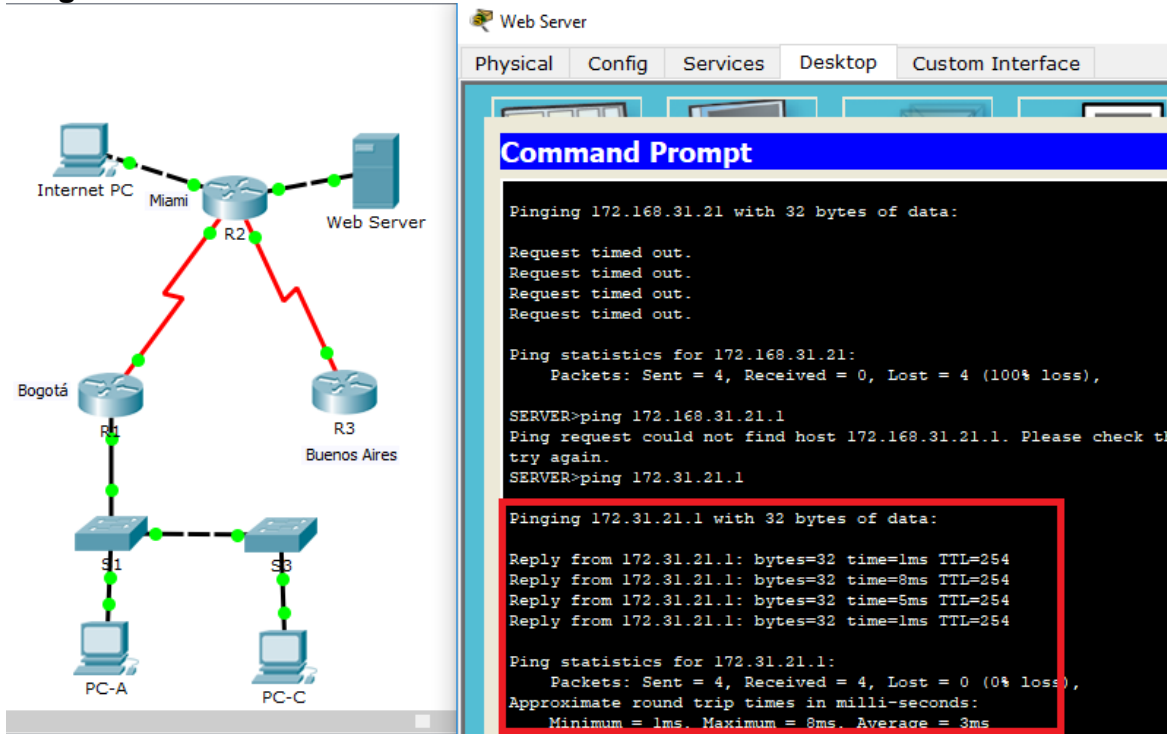 Internet PC
Miami
R2
Web Server
Bogotá
R1
R3
Buenos Aires
S1
S3
PC-A
PC-C
Web Server
Physical Config Services Desktop Custom Interface
Command Prompt
Pinging 172.168.31.21 with 32 bytes of data:
Request timed out.
Request timed out.
Request timed out.
Request timed out.
Ping statistics for 172.168.31.21:
Packets: Sent = 4, Received = 0, Lost = 4 (100% loss),
SERVER>ping 172.168.31.21.1
Ping request could not find host 172.168.31.21.1. Please check
try again.
SERVER>ping 172.31.21.1
Pinging 172.31.21.1 with 32 bytes of data:
Reply from 172.31.21.1: bytes=32 time=1ms TTL=254
Reply from 172.31.21.1: bytes=32 time=8ms TTL=254
Reply from 172.31.21.1: bytes=32 time=5ms TTL=254
Reply from 172.31.21.1: bytes=32 time=1ms TTL=254
Ping statistics for 172.31.21.1:
Packets: Sent = 4, Received = 4, Lost = 0 (0% loss),
Approximate round trip times in milli-seconds:
Minimum = 1ms, Maximum = 8ms, Average = 3ms